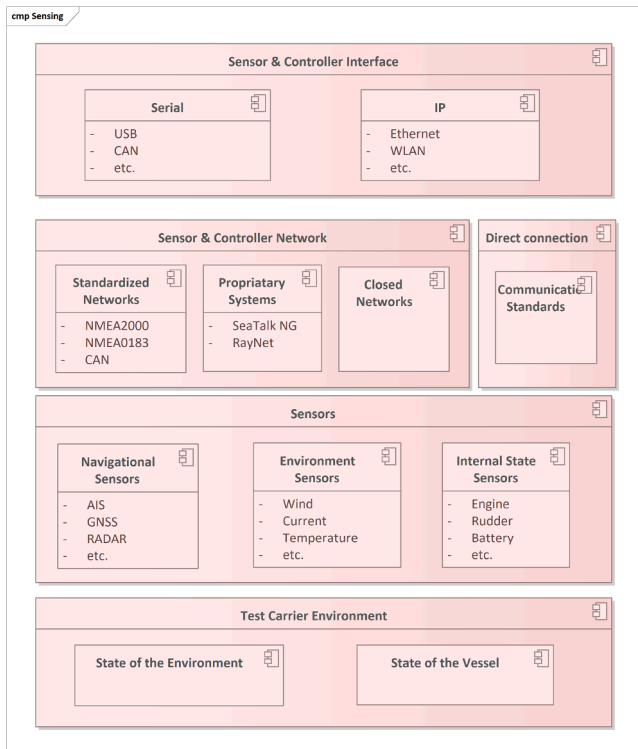 cmp Sensing
Sensor & Controller Interface
Serial
- USB
- CAN
- etc.
IP
- Ethernet
- WLAN
- etc.
Sensor & Controller Network
Standardized
Networks
- NMEA2000
- NMEA0183
- CAN
Propriatary
Systems
- SeaTalk NG
- RayNet
Closed
Networks
Direct connection
Communicatic
Standards
Sensors
Navigational
Sensors
- AIS
- GNSS
- RADAR
- etc.
Environment
Sensors
- Wind
- Current
- Temperature
- etc.
Internal State
Sensors
- Engine
- Rudder
- Battery
- etc.
Test Carrier Environment
State of the Environment
State of the Vessel